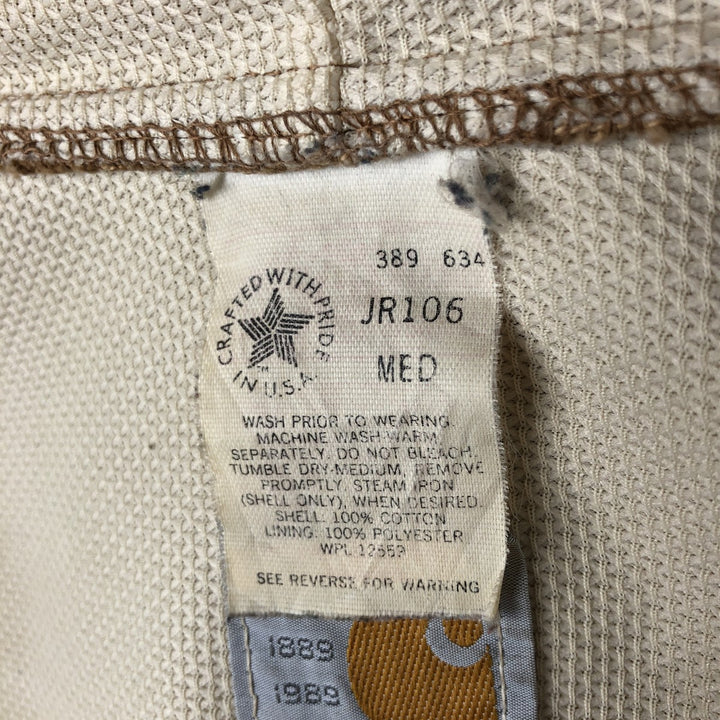 389 634
CRAFTED WITH PRIDE
IN U.S.A.
JR106
MED
WASH PRIOR TO WEARING.
MACHINE WASH WARM
SEPARATELY, DO NOT BLEACH.
TUMBLE DRY-MEDIUM, REMOVE
PROMPTLY, STEAM IRON
(SHELL ONLY), WHEN DESIRED.
SHELL: 100% COTTON
LINING: 100% POLYESTER
WPL 12559
SEE REVERSE FOR WARNING
1889
1989